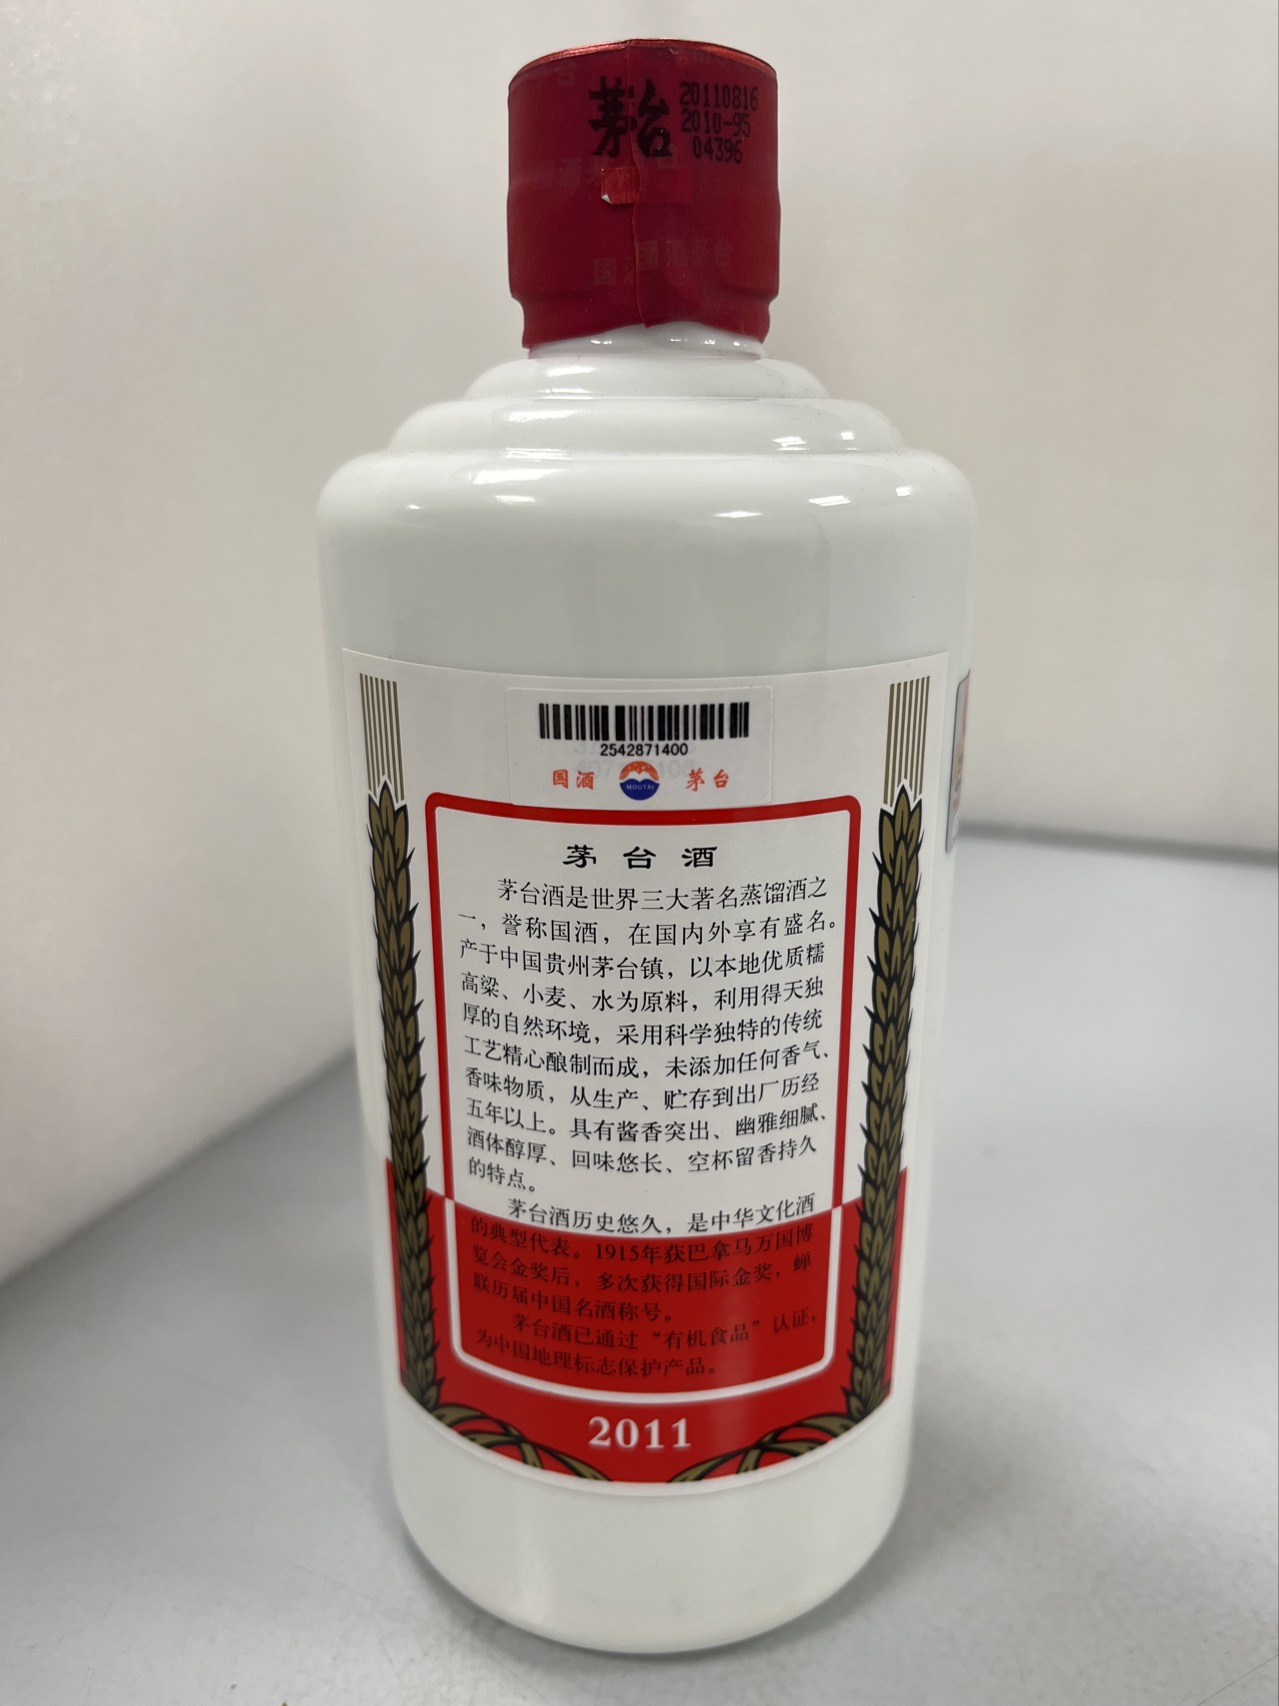 茅台
20110816
2010-95
04396
国酒茅台
2542871400
国酒
MOUTAI
茅台
茅台酒
茅台酒是世界三大著名蒸馏酒之
一，誉称国酒，在国内外享有盛名。
产于中国贵州茅台镇，以本地优质糯
高粱、小麦、水为原料，利用得天独
厚的自然环境，采用科学独特的传统
工艺精心酿制而成，未添加任何香气、
香味物质，从生产、贮存到出厂历经
五年以上。具有酱香突出、幽雅细腻、
酒体醇厚、回味悠长、空杯留香持久
的特点。
茅台酒历史悠久，是中华文化酒
的典型代表。1915年获巴拿马万国博
览会金奖后，多次获得国际金奖，蝉
联历届中国名酒称号。
茅台酒已通过“有机食品”认证，
为中国地理标志保护产品。
2011